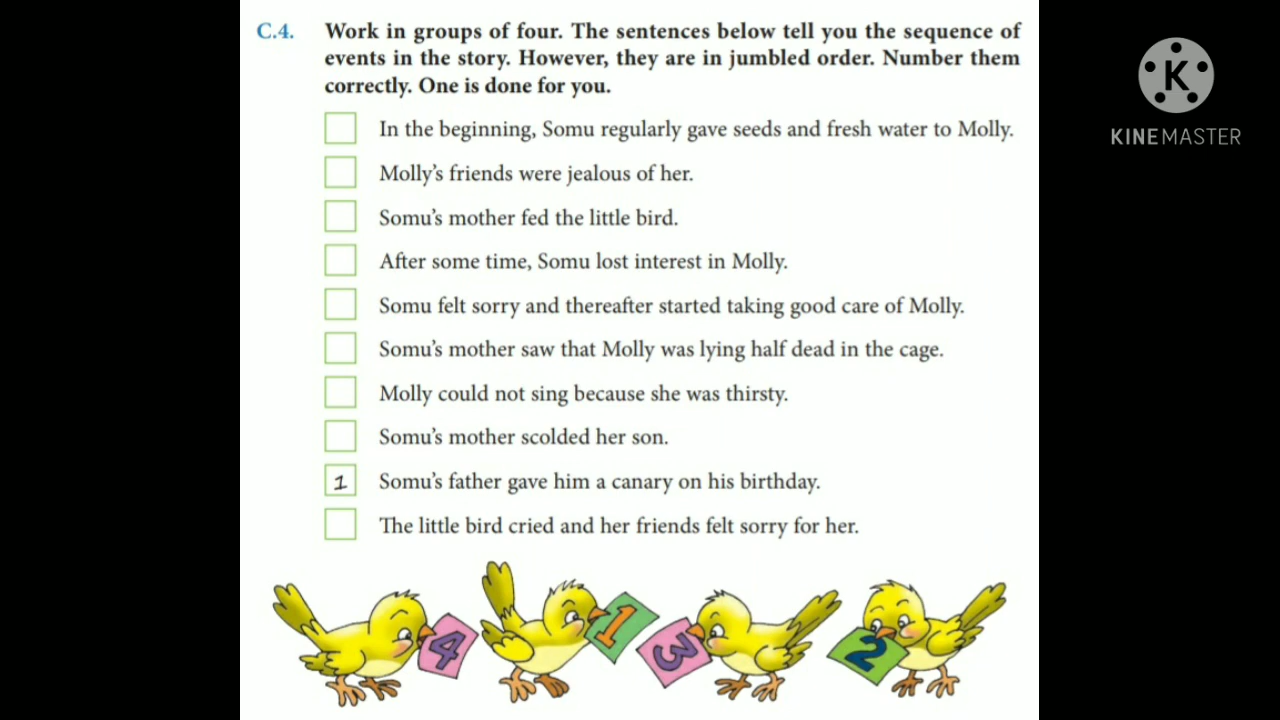 C.4. Work in groups of four. The sentences below tell you the sequence of
events in the story. However, they are in jumbled order. Number them
correctly. One is done for you.
In the beginning, Somu regularly gave seeds and fresh water to Molly.
Molly's friends were jealous of her.
Somu's mother fed the little bird.
After some time, Somu lost interest in Molly.
Somu felt sorry and thereafter started taking good care of Molly.
Somu's mother saw that Molly was lying half dead in the cage.
Molly could not sing because she was thirsty.
Somu's mother scolded her son.
1 Somu's father gave him a canary on his birthday.
The little bird cried and her friends felt sorry for her.
4 1 3 2
K
KINEMASTER